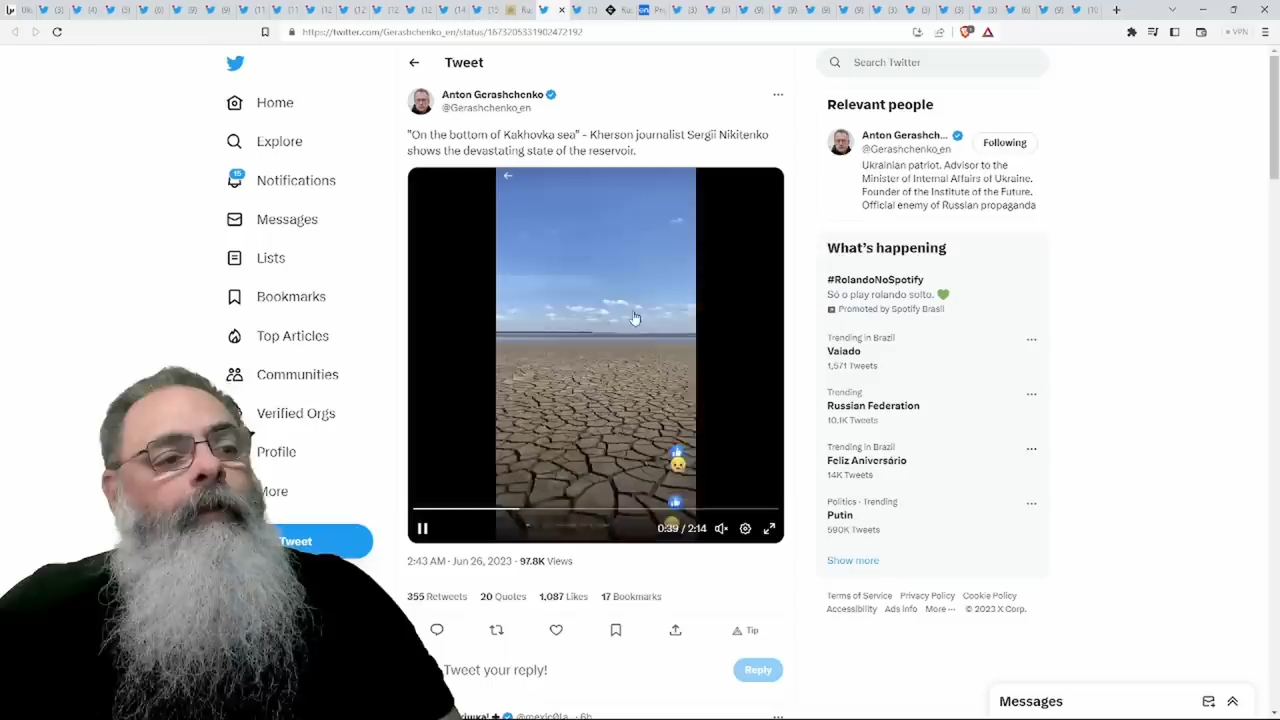 https://twitter.com/Gerashchenko_en/status/1673205331902472192
VPN
Home
Explore
15
Notifications
Messages
Lists
Bookmarks
Top Articles
Communities
Verified Orgs
Profile
More
Tweet
Tweet
Anton Gerashchenko
@Gerashchenko_en
"On the bottom of Kakhovka sea" - Kherson journalist Sergii Nikitenko
shows the devastating state of the reservoir.
0:39 / 2:14
2:43 AM · Jun 26, 2023 · 97.8K Views
355 Retweets 20 Quotes 1,087 Likes 17 Bookmarks
Tip
Tweet your reply!
Reply
Search Twitter
Relevant people
Anton Gerashch...
@Gerashchenko_en
Following
Ukrainian patriot. Advisor to the
Minister of Internal Affairs of Ukraine.
Founder of the Institute of the Future.
Official enemy of Russian propaganda
What's happening
#RolandoNoSpotify
Só o play rolando solto. 💚
Promoted by Spotify Brasil
Trending in Brazil
Vaiado
1,571 Tweets
Trending
Russian Federation
10.1K Tweets
Trending in Brazil
Feliz Aniversário
14K Tweets
Politics · Trending
Putin
590K Tweets
Show more
Terms of Service Privacy Policy Cookie Policy
Accessibility Ads Info More ··· © 2023 X Corp.
Messages